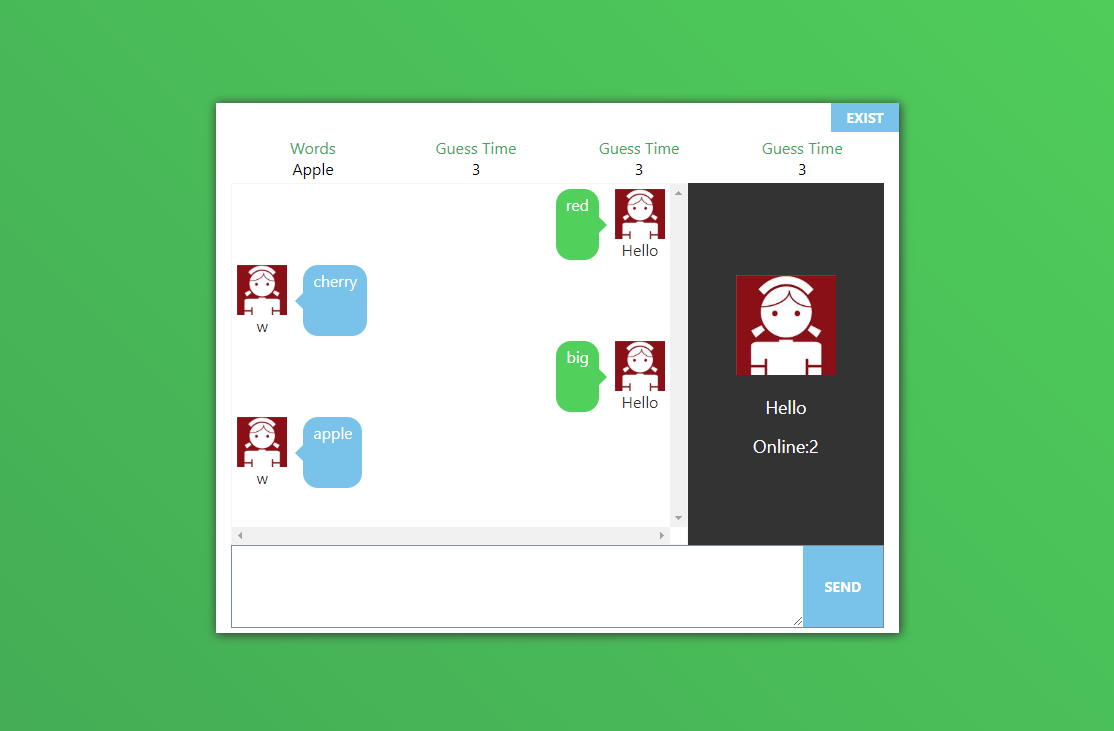 EXIST
Words Guess Time Guess Time Guess Time
Apple 3 3 3
red
Hello
cherry
w
big
Hello
apple
w
Hello
Online:2
SEND